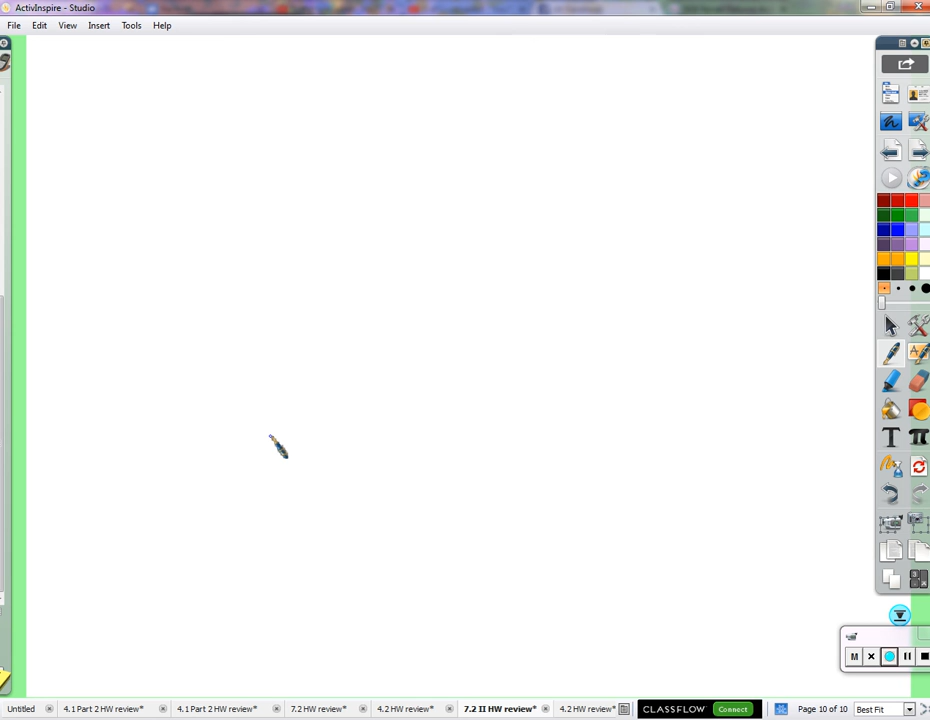 ActivInspire - Studio
File Edit View Insert Tools Help
M
Untitled 4.1 Part 2 HW review* 4.1 Part 2 HW review* 7.2 HW review* 4.2 HW review* 7.2 II HW review* 4.2 HW review* CLASSFLOW Connect Page 10 of 10 Best Fit